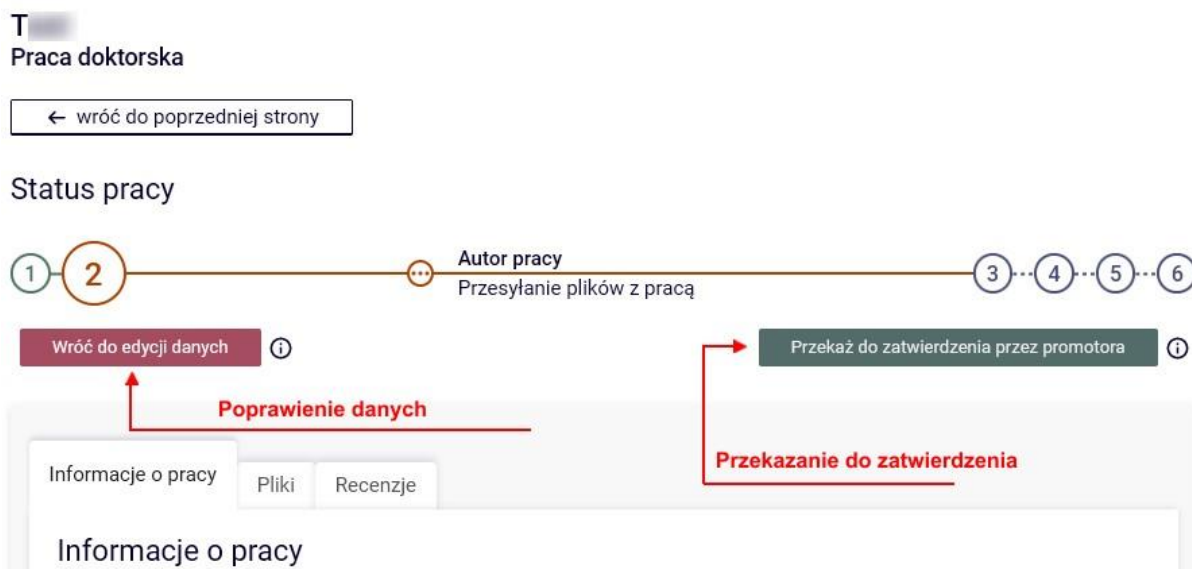 Praca doktorska
← wróć do poprzedniej strony
Status pracy
1 2 Autor pracy 3 4 5 6
Przesyłanie plików z pracą
Wróć do edycji danych Przekaż do zatwierdzenia przez promotora
Poprawienie danych
Przekazanie do zatwierdzenia
Informacje o pracy Pliki Recenzje
Informacje o pracy